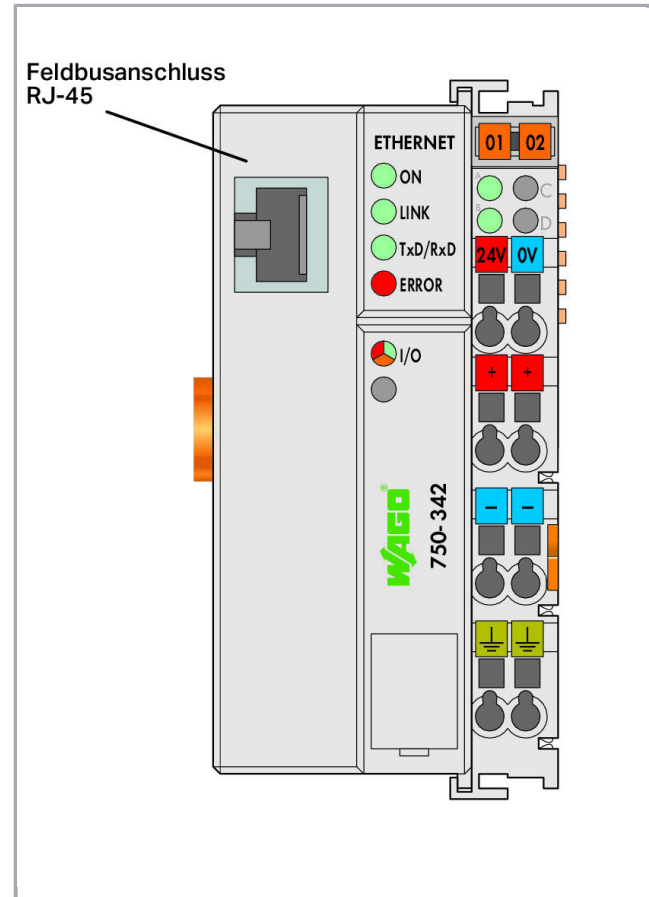 Feldbusanschluss
RJ-45
ETHERNET
ON
LINK
TxD/RxD
ERROR
I/O
WAGO®
750-342
01 02
A C
B D
24V 0V
+ +
− −